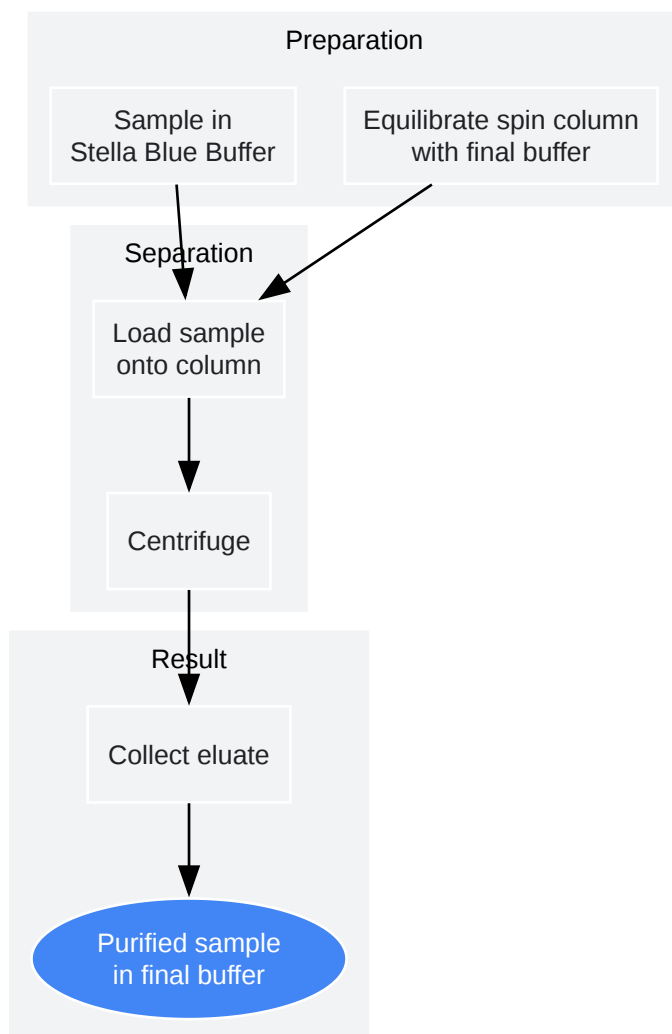 Preparation
Sample in
Stella Blue Buffer
Equilibrate spin column
with final buffer
Separation
Load sample
onto column
Centrifuge
Result
Collect eluate
Purified sample
in final buffer